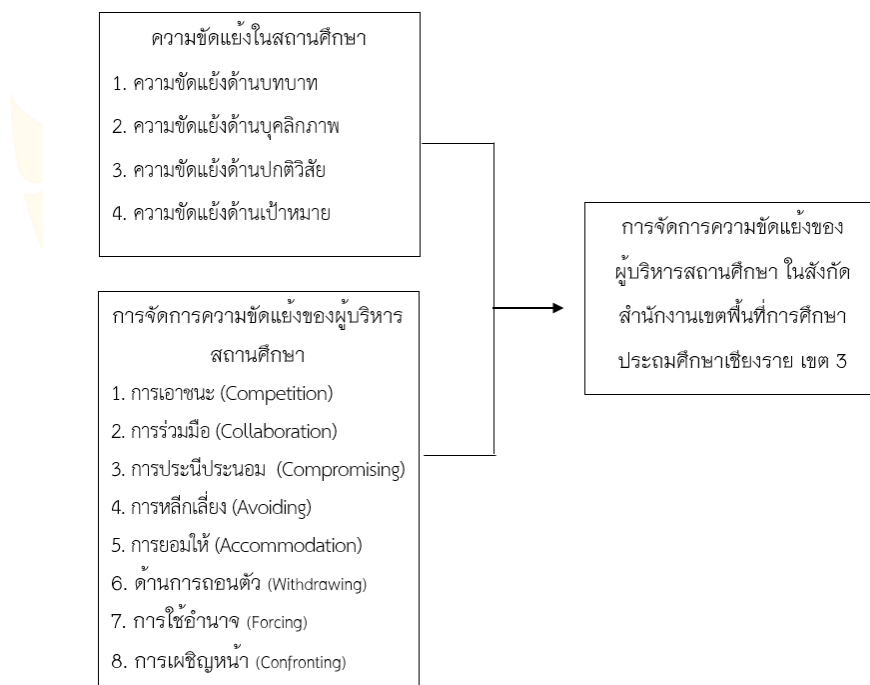 ความขัดแย้งในสถานศึกษา
1. ความขัดแย้งด้านบทบาท
2. ความขัดแย้งด้านบุคลิกภาพ
3. ความขัดแย้งด้านปกติวิสัย
4. ความขัดแย้งด้านเป้าหมาย
การจัดการความขัดแย้งของผู้บริหาร
สถานศึกษา
1. การเอาชนะ (Competition)
2. การร่วมมือ (Collaboration)
3. การประนีประนอม (Compromising)
4. การหลีกเลี่ยง (Avoiding)
5. การยอมให้ (Accommodation)
6. ด้านการถอนตัว (Withdrawing)
7. การใช้อำนาจ (Forcing)
8. การเผชิญหน้า (Confronting)
การจัดการความขัดแย้งของ
ผู้บริหารสถานศึกษา ในสังกัด
สำนักงานเขตพื้นที่การศึกษา
ประถมศึกษาเชียงราย เขต 3